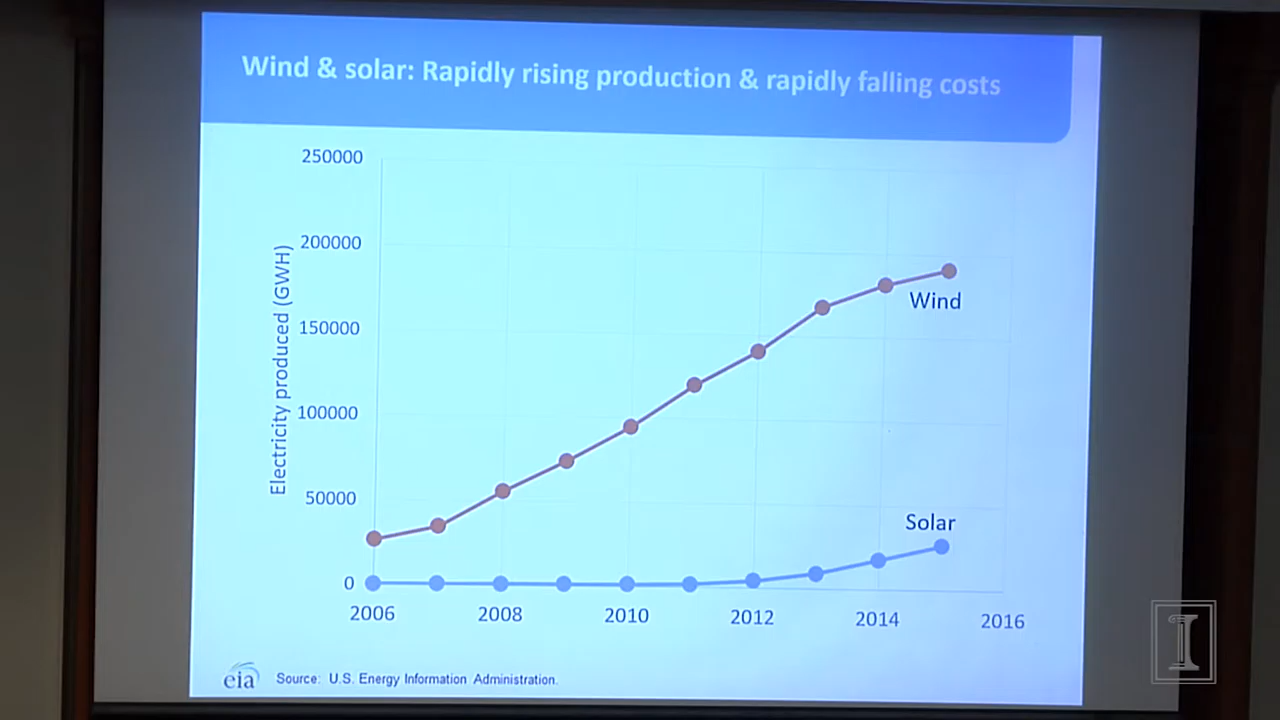 Wind & solar: Rapidly rising production & rapidly falling costs
250000
200000
150000
100000
50000
0
Electricity produced (GWH)
Wind
Solar
2006
2008
2010
2012
2014
2016
eia
Source: U.S. Energy Information Administration.
I